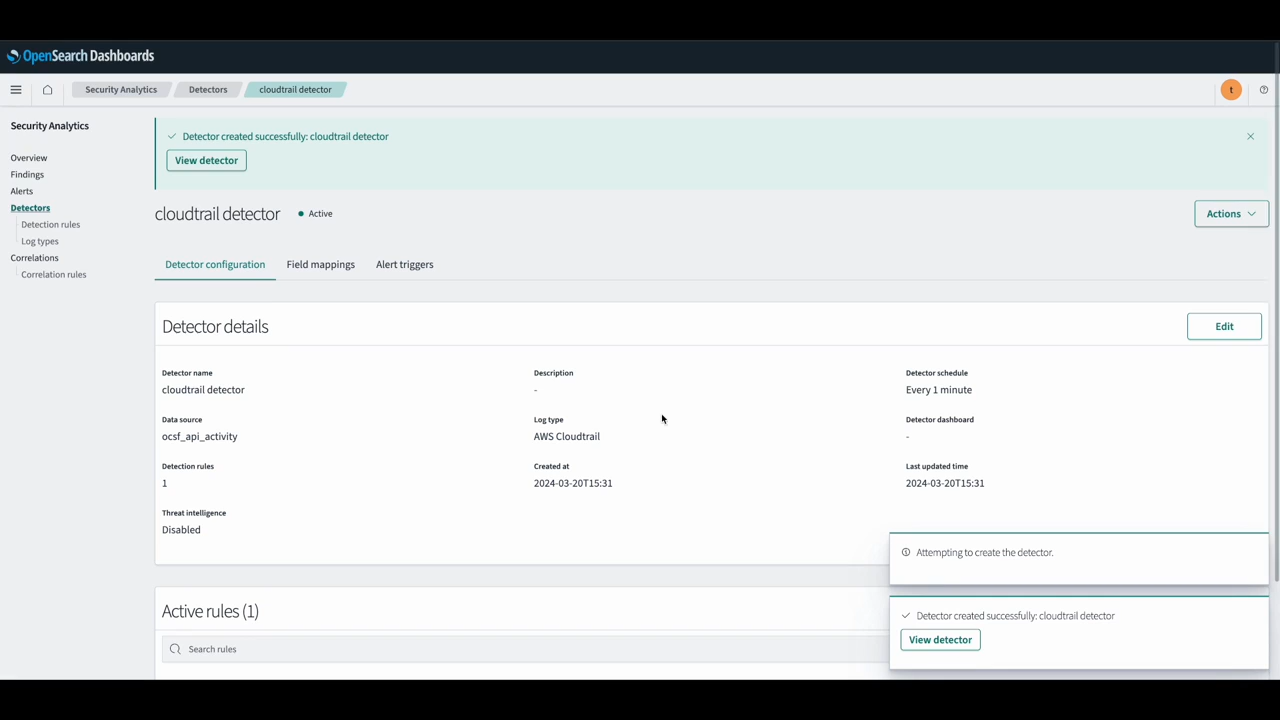 OpenSearch Dashboards
Security Analytics
Detectors
cloudtrail detector
t
Security Analytics
Overview
Findings
Alerts
Detectors
Detection rules
Log types
Correlations
Correlation rules
Detector created successfully: cloudtrail detector
View detector
cloudtrail detector
Active
Actions
Detector configuration
Field mappings
Alert triggers
Detector details
Edit
Detector name
cloudtrail detector
Description
-
Detector schedule
Every 1 minute
Data source
ocsf_api_activity
Log type
AWS Cloudtrail
Detector dashboard
-
Detection rules
1
Created at
2024-03-20T15:31
Last updated time
2024-03-20T15:31
Threat intelligence
Disabled
Attempting to create the detector.
Active rules (1)
Search rules
Detector created successfully: cloudtrail detector
View detector